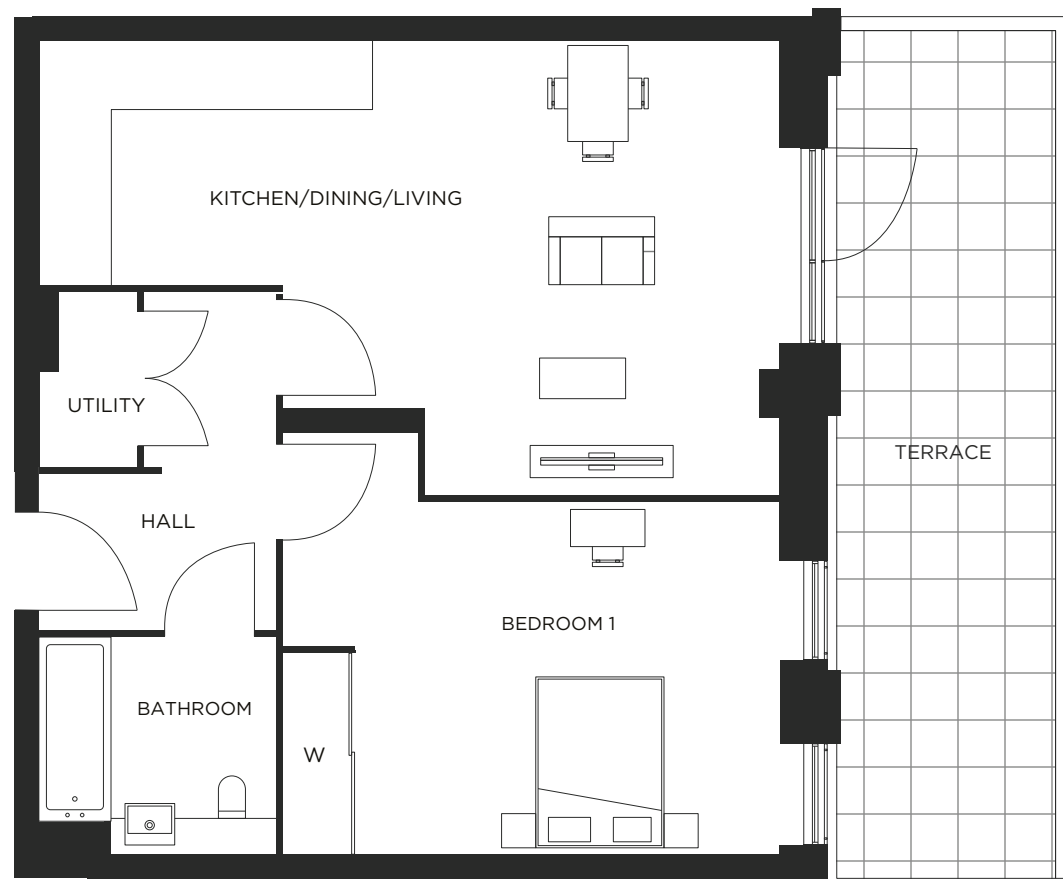 KITCHEN/DINING/LIVING
UTILITY
TERRACE
HALL
BEDROOM 1
BATHROOM
W